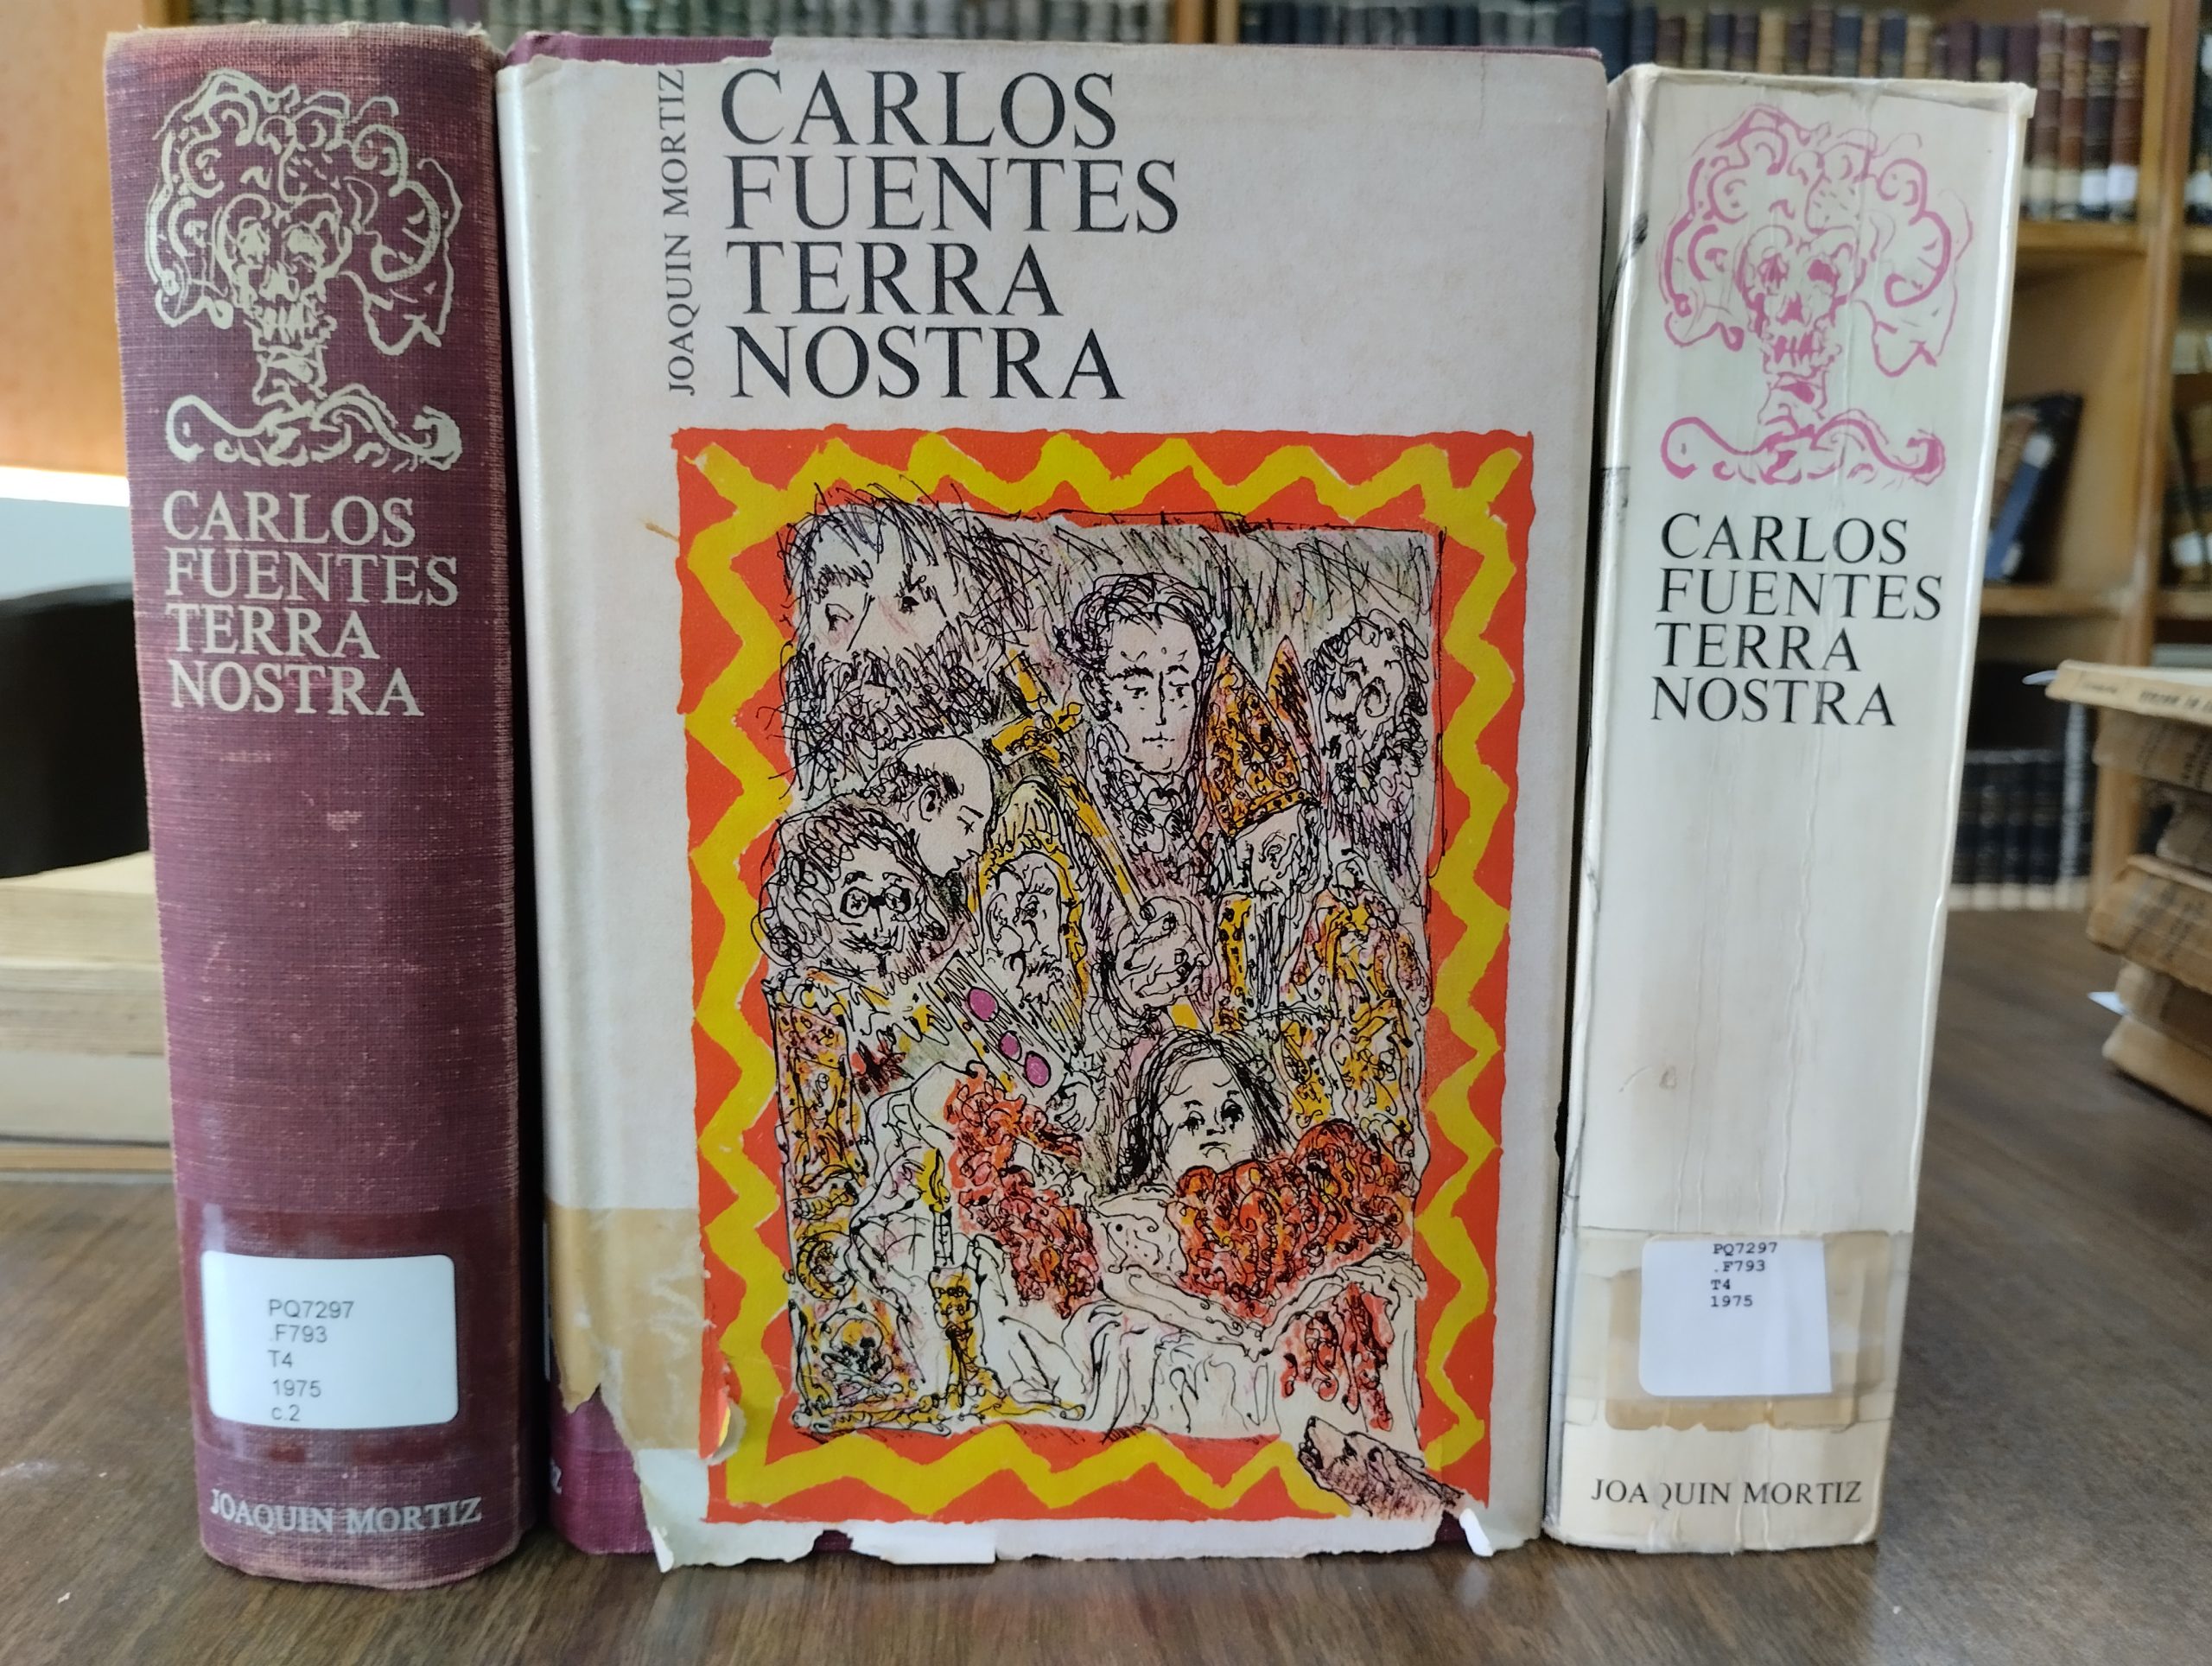 CARLOS
FUENTES
TERRA
NOSTRA
PQ7297
.F793
T4
1975
c.2
JOAQUIN MORTIZ
JOAQUIN MORTIZ
CARLOS
FUENTES
TERRA
NOSTRA
Z
CARLOS
FUENTES
TERRA
NOSTRA
PQ7297
.F793
T4
1975
JOAQUIN MORTIZ